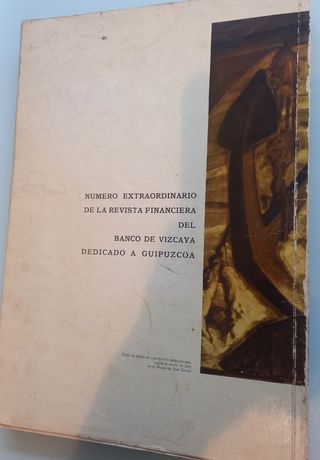 NUMERO EXTRAORDINARIO
DE LA REVISTA FINANCIERA
DEL
BANCO DE VIZCAYA
DEDICADO A GUIPUZCOA